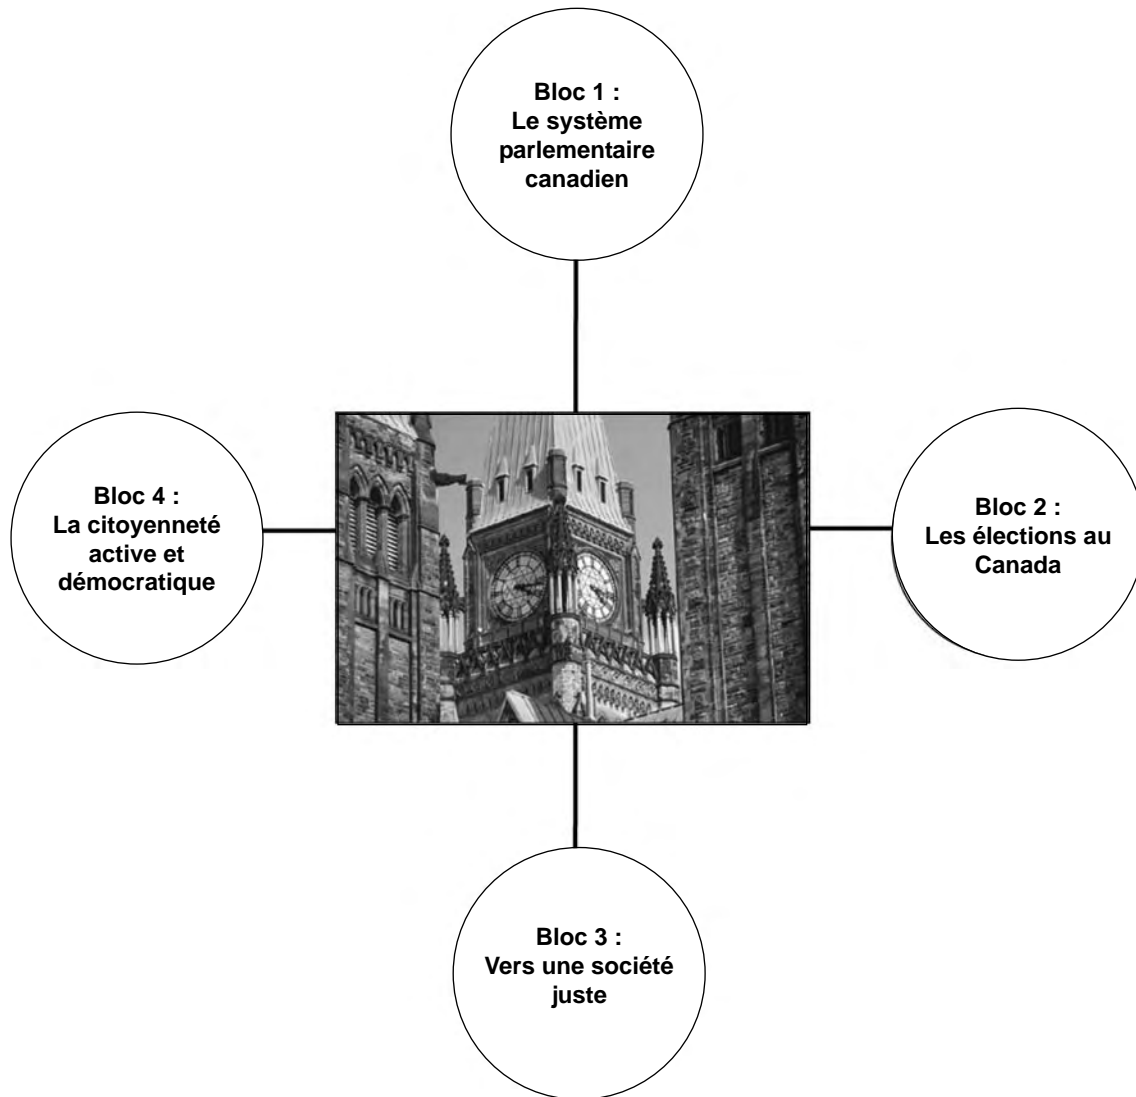 Bloc 1 :
Le système
parlementaire
canadien
Bloc 4 :
La citoyenneté
active et
démocratique
Bloc 2 :
Les élections au
Canada
Bloc 3 :
Vers une société
juste